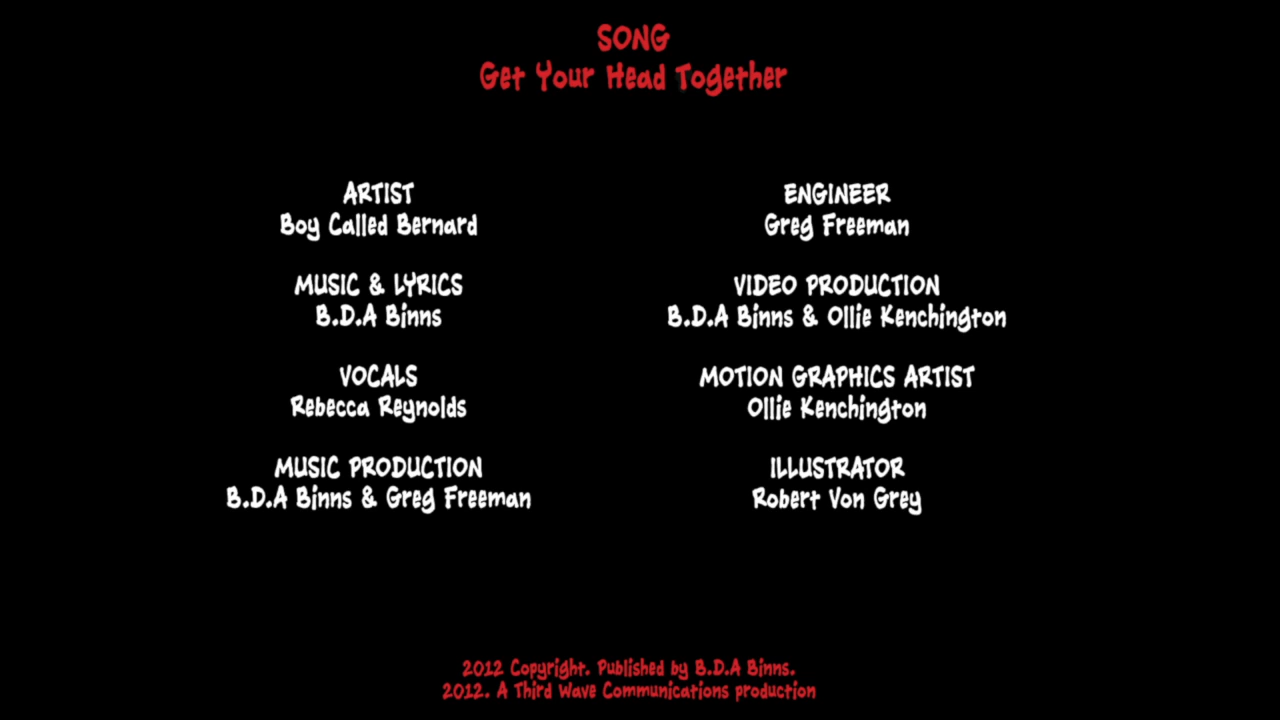 SONG
Get Your Head Together
ARTIST
Boy Called Bernard
MUSIC & LYRICS
B.D.A Binns
VOCALS
Rebecca Reynolds
MUSIC PRODUCTION
B.D.A Binns & Greg Freeman
ENGINEER
Greg Freeman
VIDEO PRODUCTION
B.D.A Binns & Ollie Kenchington
MOTION GRAPHICS ARTIST
Ollie Kenchington
ILLUSTRATOR
Robert Von Grey
2012 Copyright. Published by B.D.A Binns.
2012. A Third Wave Communications production